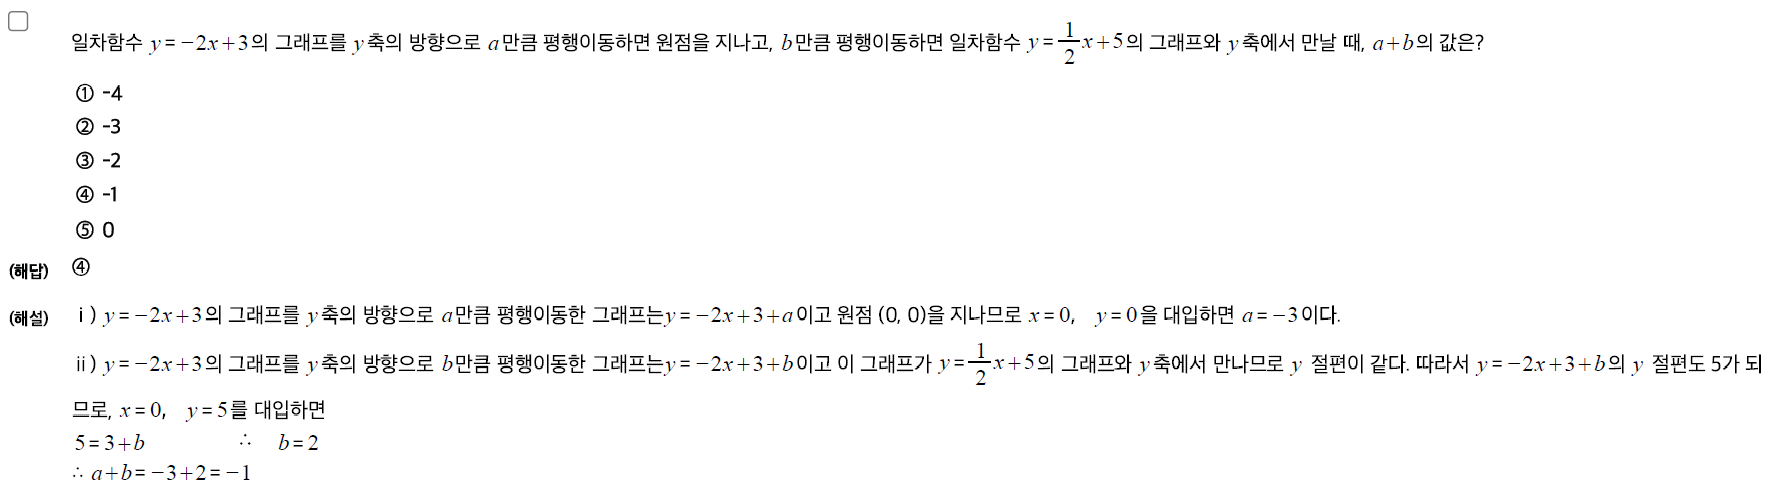 일차함수 y=−2x+3의 그래프를 y축의 방향으로 a만큼 평행이동하면 원점을 지나고, b만큼 평행이동하면 일차함수 y=1/2x+5의 그래프와 y축에서 만날 때, a+b의 값은?
① -4
② -3
③ -2
④ -1
⑤ 0
(해답) ④
(해설) ⅰ) y=−2x+3의 그래프를 y축의 방향으로 a만큼 평행이동한 그래프는y=−2x+3+a이고 원점 (0, 0)을 지나므로 x=0, y=0을 대입하면 a=−3이다.
ⅱ) y=−2x+3의 그래프를 y축의 방향으로 b만큼 평행이동한 그래프는y=−2x+3+b이고 이 그래프가 y=1/2x+5의 그래프와 y축에서 만나므로 y 절편이 같다. 따라서 y=−2x+3+b의 y 절편도 5가 되
므로, x=0, y=5를 대입하면
5=3+b ∴ b=2
∴ a+b=−3+2=−1